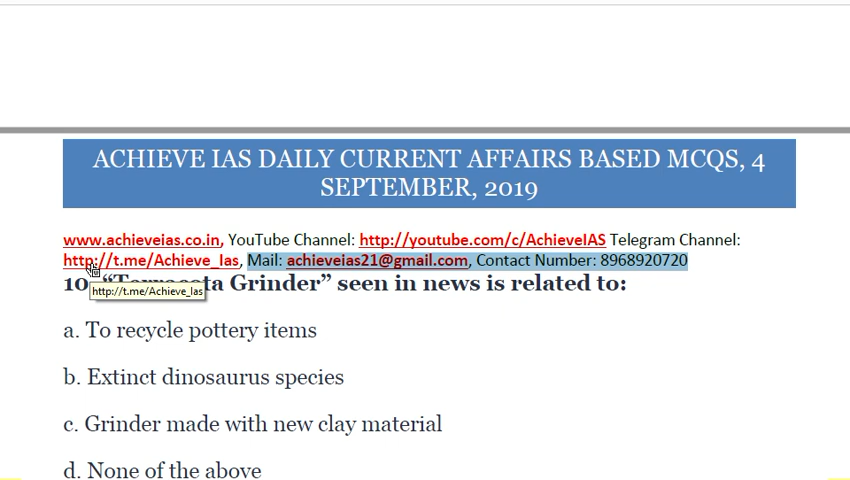 ACHIEVE IAS DAILY CURRENT AFFAIRS BASED MCQS, 4
SEPTEMBER, 2019
www.achieveias.co.in, YouTube Channel: http://youtube.com/c/AchieveIAS Telegram Channel:
http://t.me/Achieve_Ias, Mail: achieveias21@gmail.com, Contact Number: 8968920720
10. Grinder” seen in news is related to:
http://t.me/Achieve_Ias
a. To recycle pottery items
b. Extinct dinosaurus species
c. Grinder made with new clay material
d. None of the above